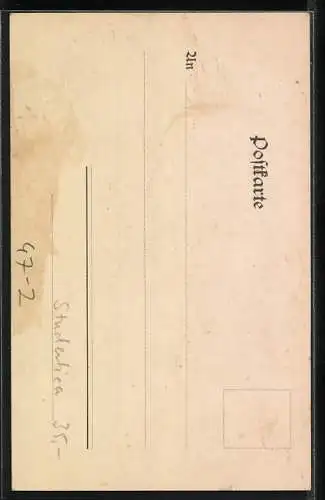 Postkarte
An
Studentica 35,-
47-2